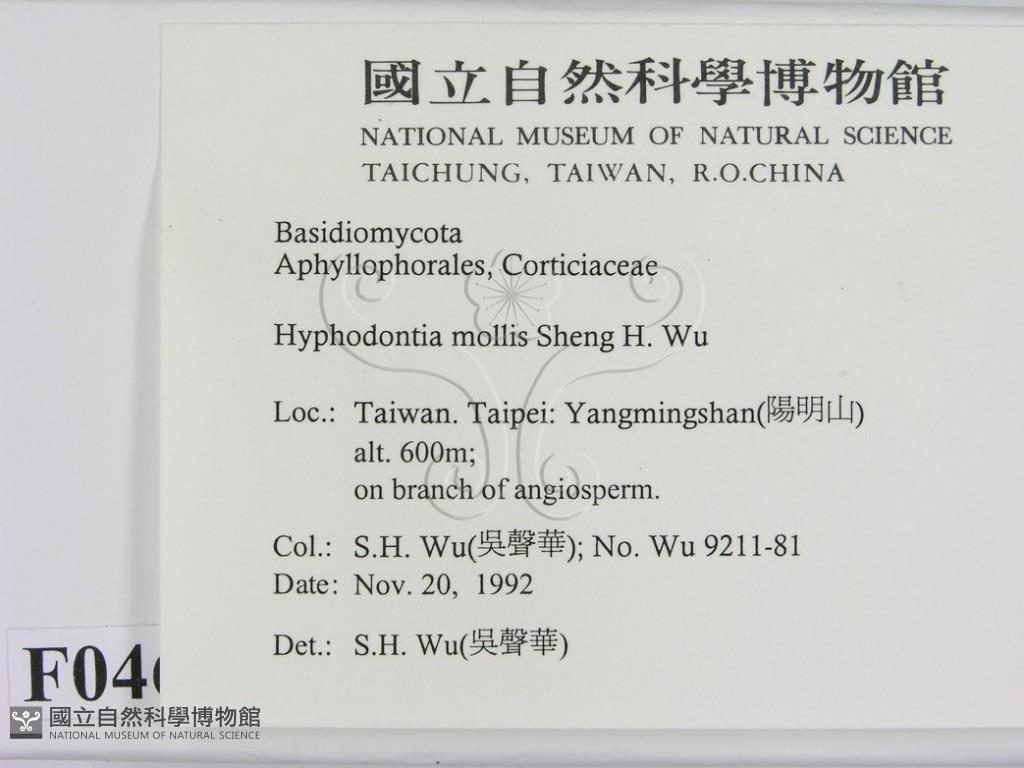 國立自然科學博物館
NATIONAL MUSEUM OF NATURAL SCIENCE
TAICHUNG, TAIWAN, R.O.CHINA
Basidiomycota
Aphyllophorales, Corticiaceae
Hyphodontia mollis Sheng H. Wu
Loc.: Taiwan. Taipei: Yangmingshan(陽明山)
alt. 600m;
on branch of angiosperm.
Col.: S.H. Wu(吳聲華); No. Wu 9211-81
Date: Nov. 20, 1992
Det.: S.H. Wu(吳聲華)
國立自然科學博物館
NATIONAL MUSEUM OF NATURAL SCIENCE